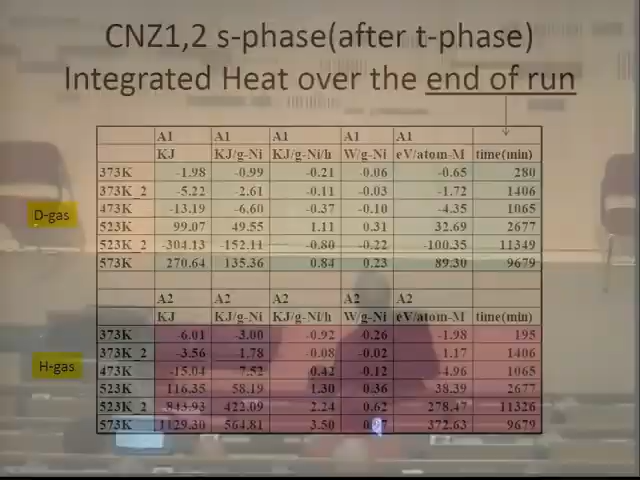 CNZ1,2 s-phase(after t-phase)
Integrated Heat over the end of run
A1 A1 A1 A1 A1
KJ KJ/g-Ni KJ/g-Ni/h W/g-Ni eV/atom-M time(min)
373K -1.98 -0.99 -0.21 -0.06 -0.65 280
373K_2 -5.22 -2.61 -0.11 -0.03 -1.72 1406
D-gas
473K -13.19 -6.60 -0.37 -0.10 -4.35 1065
523K 99.07 49.55 1.11 0.31 32.69 2677
523K_2 -304.13 -152.11 -0.80 -0.22 -100.35 11349
573K 270.64 135.36 0.84 0.23 89.30 9679
A2 A2 A2 A2 A2
KJ KJ/g-Ni KJ/g-Ni/h W/g-Ni eV/atom-M time(min)
373K -6.01 -3.00 -0.92 -0.26 -1.98 195
373K_2 -3.56 1.78 -0.08 -0.02 1.17 1406
H-gas
473K -15.04 7.52 0.42 -0.12 -4.96 1065
523K 116.35 58.19 1.30 0.36 38.39 2677
523K_2 -843.93 422.09 2.24 0.62 278.47 11326
573K 1129.30 564.81 3.50 372.63 9679